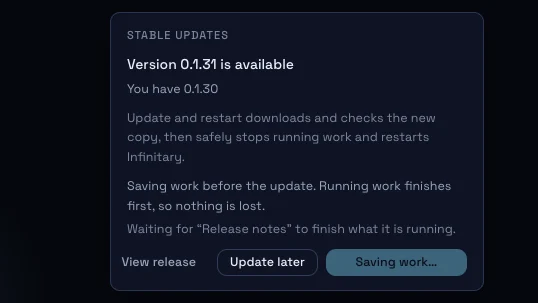 STABLE UPDATES
Version 0.1.31 is available
You have 0.1.30
Update and restart downloads and checks the new
copy, then safely stops running work and restarts
Infinitary.
Saving work before the update. Running work finishes
first, so nothing is lost.
Waiting for “Release notes” to finish what it is running.
View release
Update later
Saving work…